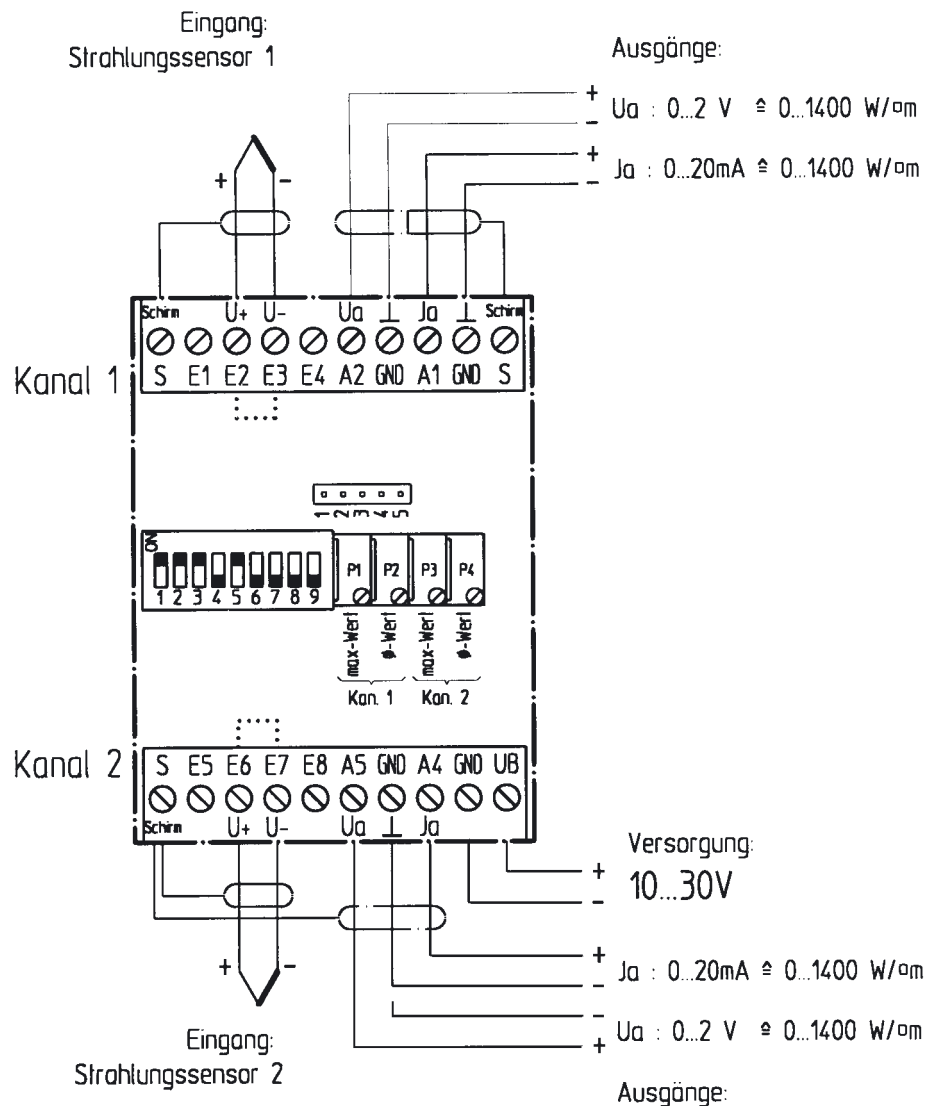 Eingang:
Strahlungssensor 1
Ausgänge:
+
Ua : 0...2 V ≙ 0...1400 W/¤m
-
+
Ja : 0...20mA ≙ 0...1400 W/¤m
-
+ -
Schirm U+ U- Ua ⊥ Ja ⊥ Schirm
Kanal 1
S E1 E2 E3 E4 A2 GND A1 GND S
1 2 3 4 5
ON
1 2 3 4 5 6 7 8 9
P1 P2 P3 P4
max-Wert ø-Wert max-Wert ø-Wert
Kan. 1 Kan. 2
Kanal 2
S E5 E6 E7 E8 A5 GND A4 GND UB
Schirm U+ U- Ua ⊥ Ja
Versorgung:
+
10...30V
-
+
Ja : 0...20mA ≙ 0...1400 W/¤m
-
-
Ua : 0...2 V ≙ 0...1400 W/¤m
+
+ -
Eingang:
Strahlungssensor 2
Ausgänge: